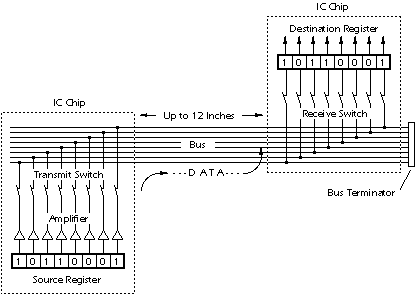 IC Chip
Destination Register
1 0 1 1 0 0 0 1
IC Chip
Up to 12 Inches
Receive Switch
Bus
Transmit Switch
DATA
Bus Terminator
Amplifier
1 0 1 1 0 0 0 1
Source Register